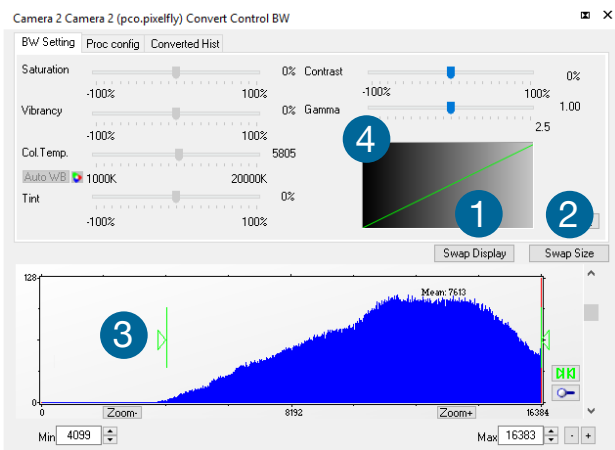 Camera 2 Camera 2 (pco.pixelfly) Convert Control BW
BW Setting Proc config Converted Hist
Saturation 0% Contrast 0%
-100% 100% -100% 100%
Vibrancy 0% Gamma 1.00
-100% 100% 2.5
4
Col.Temp. 5805
Auto WB 1000K 20000K
Tint 0%
-100% 100%
1 2
Swap Display Swap Size
128
Mean: 7613
3
0
0 Zoom- 8192 Zoom+ 16384
Min 4099 Max 16383 - +